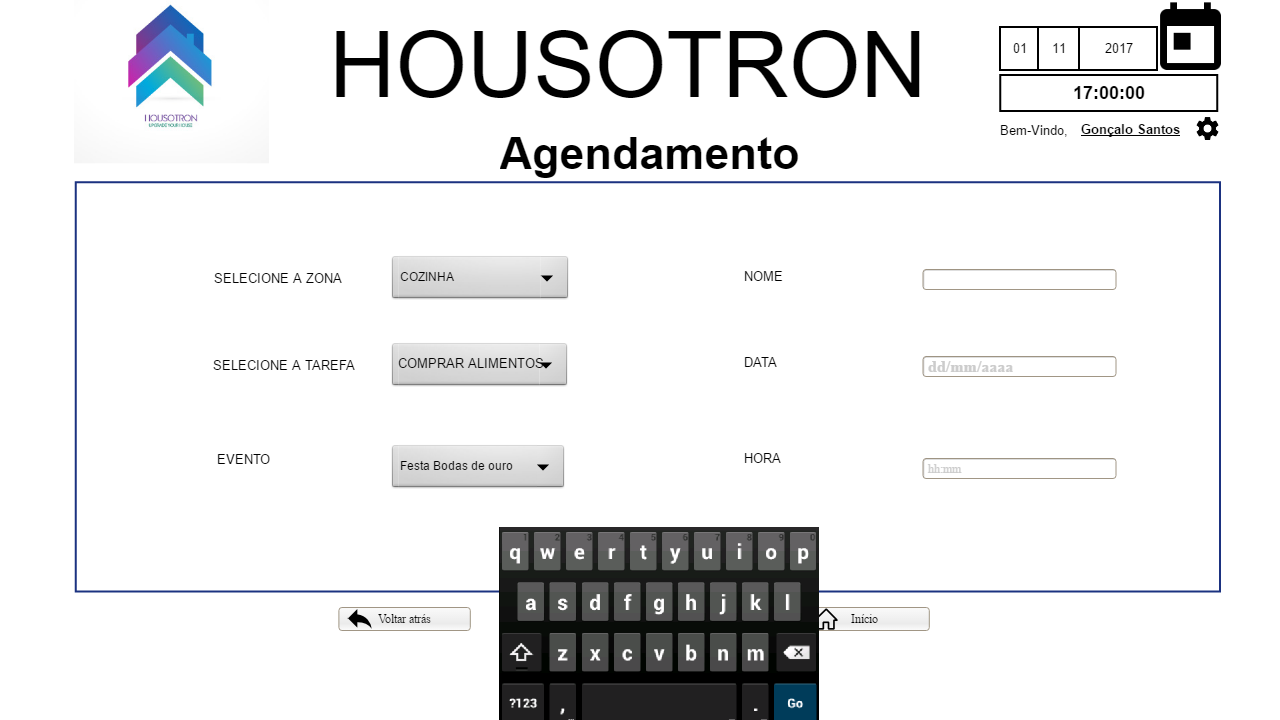 HOUSOTRON
UPGRADE YOUR HOUSE
HOUSOTRON
01 11 2017
17:00:00
Bem-Vindo, Gonçalo Santos
Agendamento
SELECIONE A ZONA
COZINHA
NOME
SELECIONE A TAREFA
COMPRAR ALIMENTOS
DATA
dd/mm/aaaa
EVENTO
Festa Bodas de ouro
HORA
hh:mm
1 2 3 4 5 6 7 8 9 0
q w e r t y u i o p
a s d f g h j k l
z x c v b n m
?123 , . Go
Voltar atrás
Início